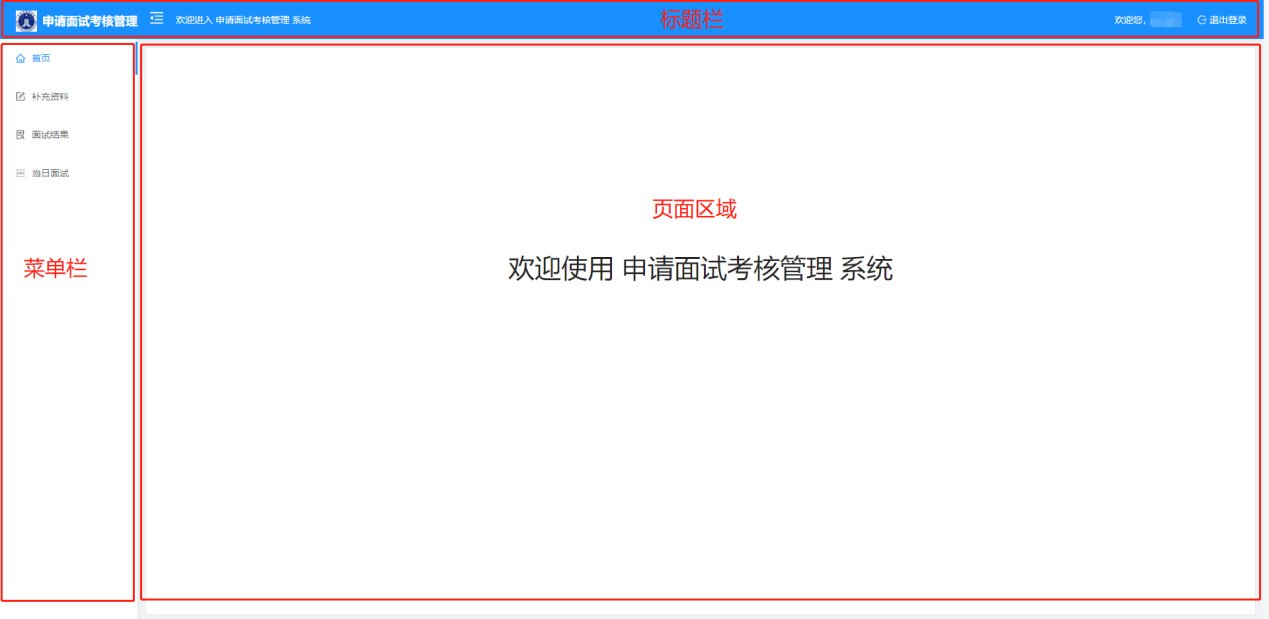 申请面试考核管理 欢迎进入 申请面试考核管理 系统 标题栏 欢迎您, 退出登录
首页
补充资料
面试结果
当日面试
菜单栏
页面区域
欢迎使用 申请面试考核管理 系统